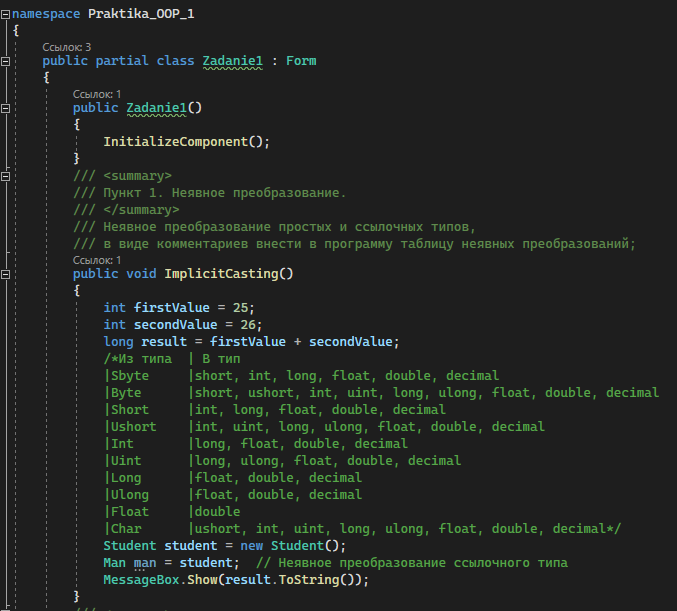 namespace Praktika_OOP_1
{
Ссылок: 3
public partial class Zadanie1 : Form
{
Ссылок: 1
public Zadanie1()
{
InitializeComponent();
}
/// <summary>
/// Пункт 1. Неявное преобразование.
/// </summary>
/// Неявное преобразование простых и ссылочных типов,
/// в виде комментариев внести в программу таблицу неявных преобразований;
Ссылок: 1
public void ImplicitCasting()
{
int firstValue = 25;
int secondValue = 26;
long result = firstValue + secondValue;
/*Из типа | В тип
|Sbyte |short, int, long, float, double, decimal
|Byte |short, ushort, int, uint, long, ulong, float, double, decimal
|Short |int, long, float, double, decimal
|Ushort |int, uint, long, ulong, float, double, decimal
|Int |long, float, double, decimal
|Uint |long, ulong, float, double, decimal
|Long |float, double, decimal
|Ulong |float, double, decimal
|Float |double
|Char |ushort, int, uint, long, ulong, float, double, decimal*/
Student student = new Student();
Man man = student; // Неявное преобразование ссылочного типа
MessageBox.Show(result.ToString());
}